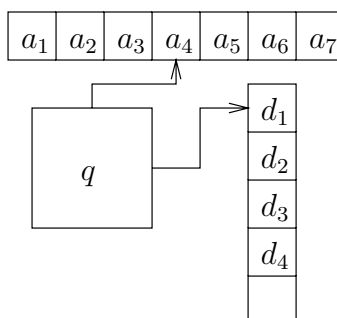 a₁ a₂ a₃ a₄ a₅ a₆ a₇
d₁
q
d₂
d₃
d₄